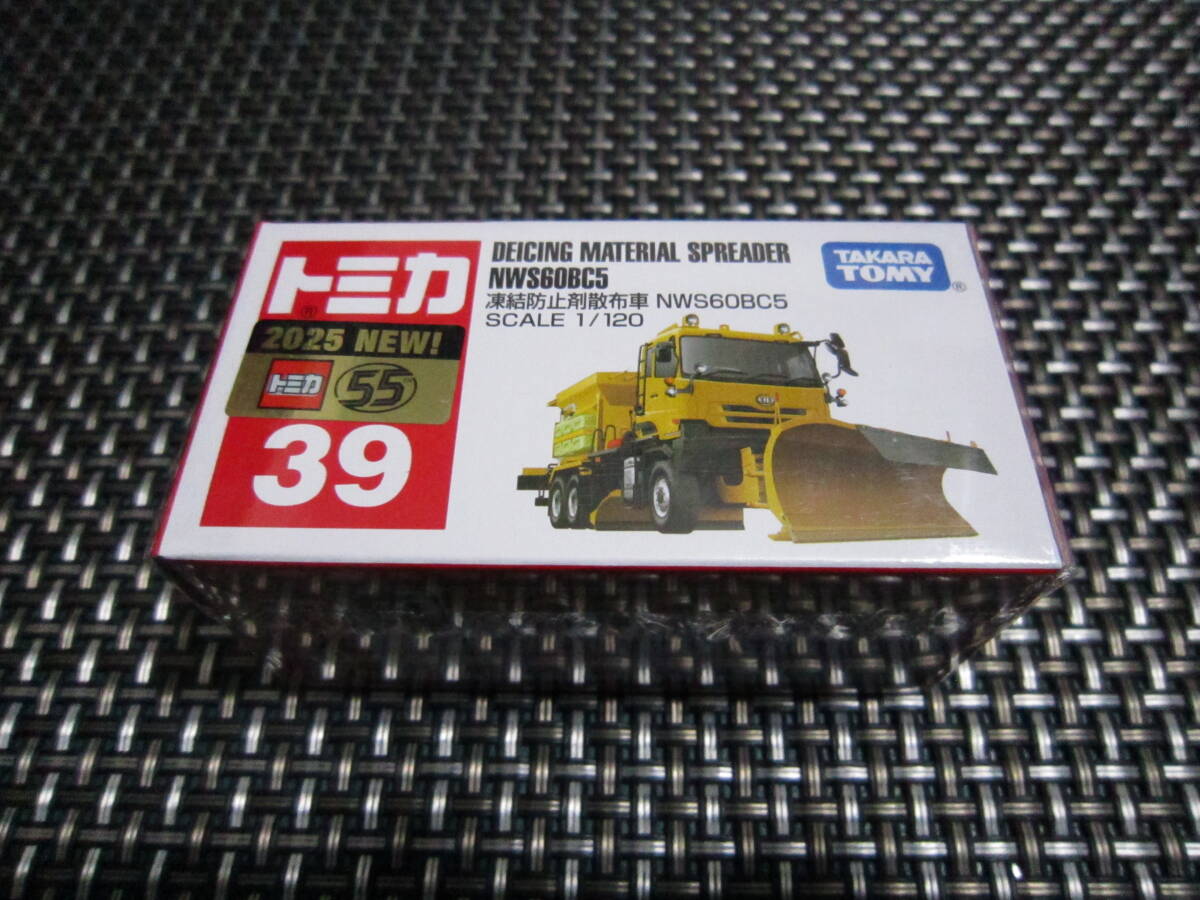 トミカ
®
2025 NEW!
トミカ 55
39
DEICING MATERIAL SPREADER
NWS60BC5
凍結防止剤散布車 NWS60BC5
SCALE 1/120
TAKARA
TOMY
®